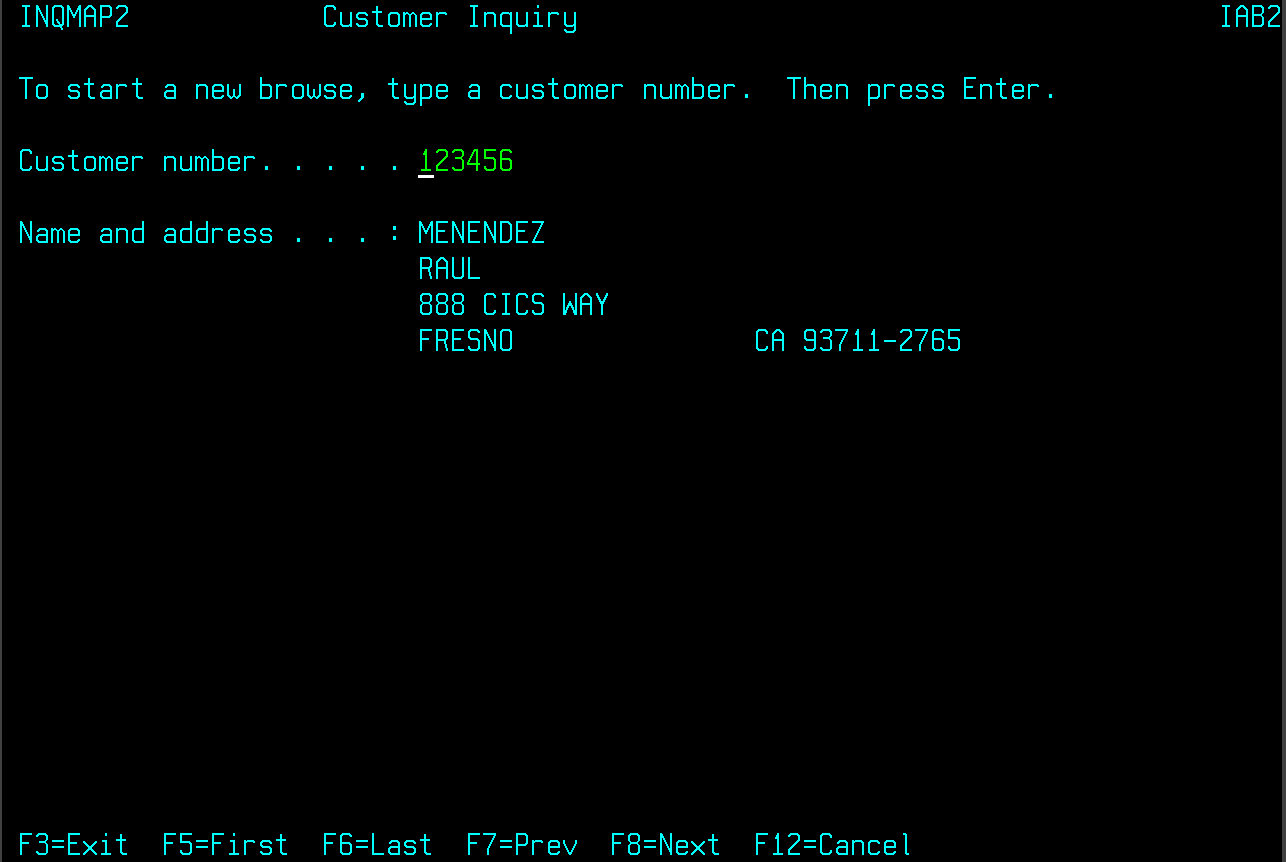 INQMAP2 Customer Inquiry IAB2
To start a new browse, type a customer number. Then press Enter.
Customer number. . . . . 123456
Name and address . . . : MENENDEZ
RAUL
888 CICS WAY
FRESNO CA 93711-2765
F3=Exit F5=First F6=Last F7=Prev F8=Next F12=Cancel